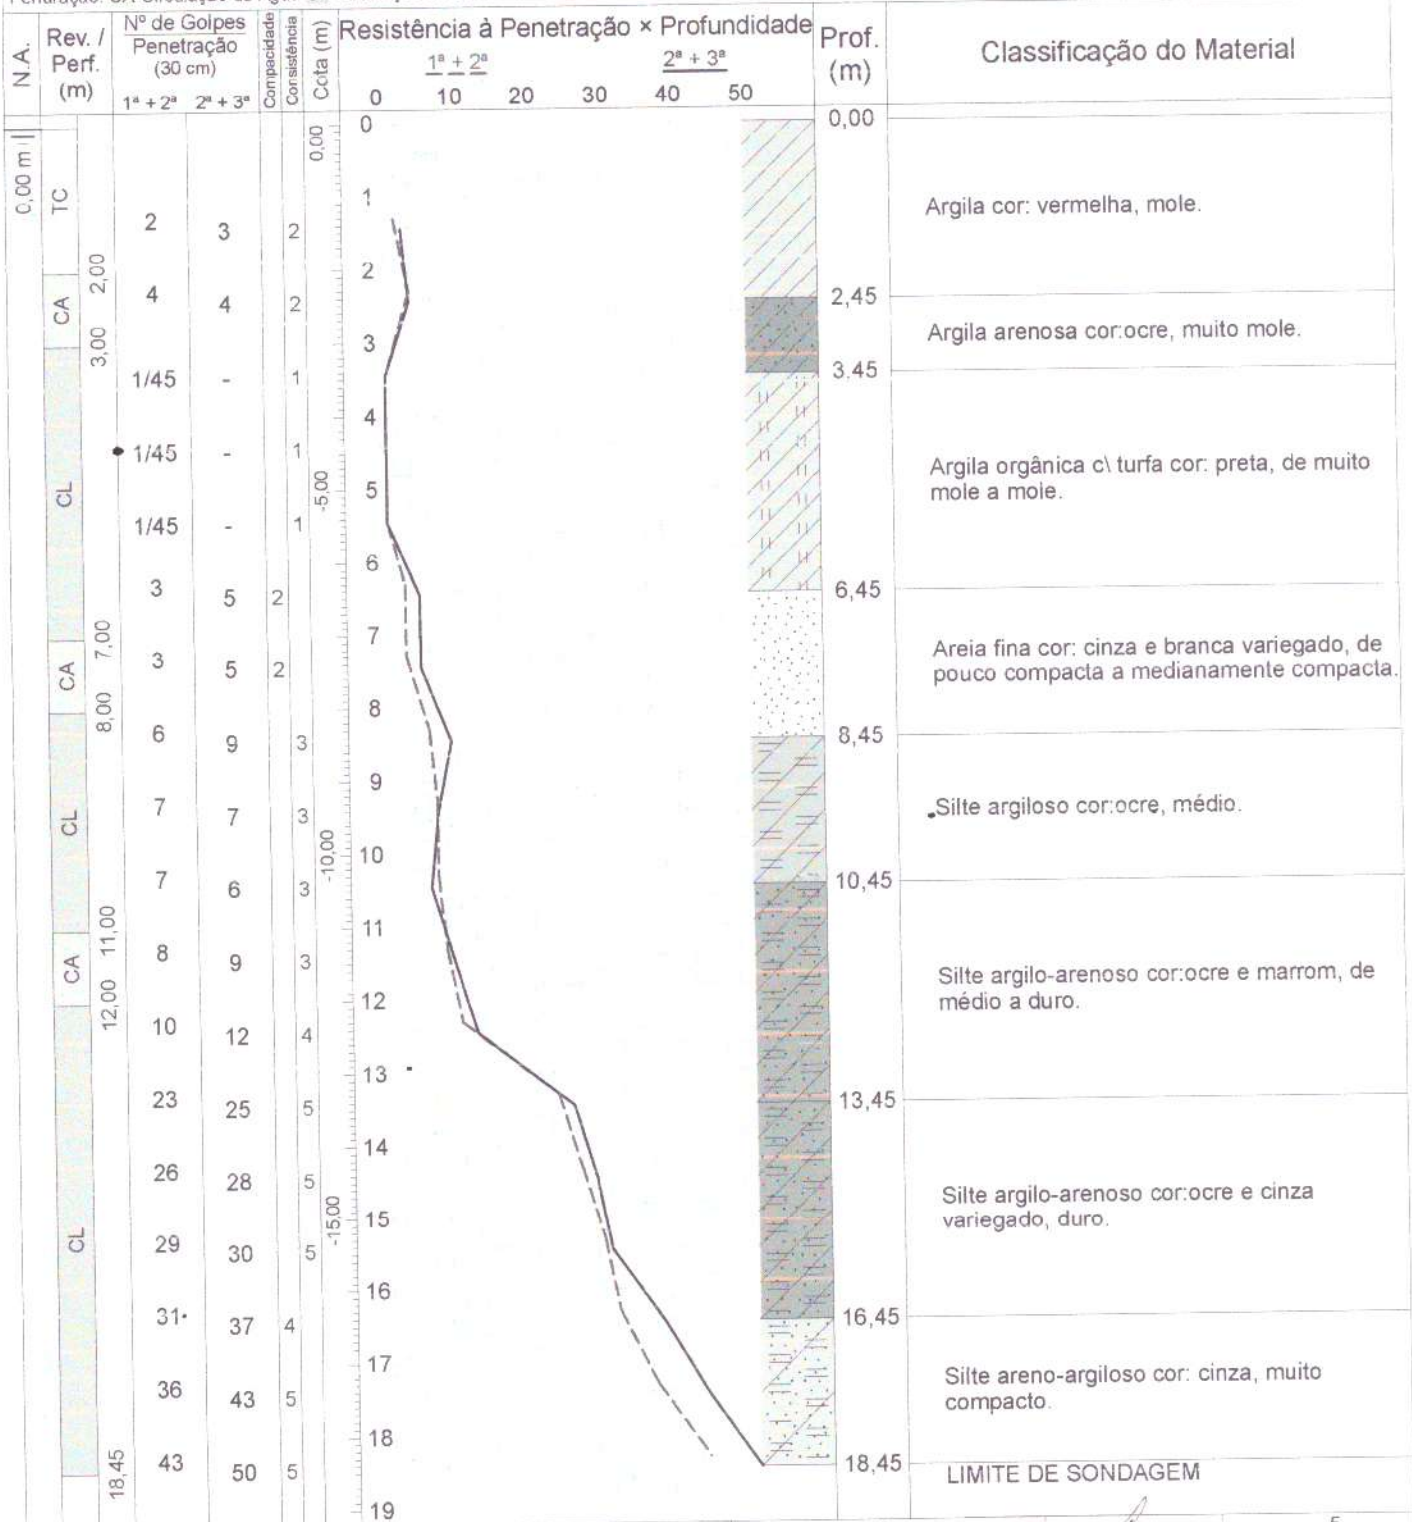 N.A.
Rev. /
Perf.
(m)
Nº de Golpes
Penetração
(30 cm)
1ª + 2ª 2ª + 3ª
Compacidade
Consistência
Cota (m)
Resistência à Penetração × Profundidade
1ª + 2ª 2ª + 3ª
0 10 20 30 40 50
Prof.
(m)
Classificação do Material
0,00 m
TC
0,00
0
0,00
1
Argila cor: vermelha, mole.
2 3 2
2,00
2
4 4 2
2,45
CA
Argila arenosa cor:ocre, muito mole.
3,00
3
3.45
1/45 - 1
4
1/45 - 1
Argila orgânica c\ turfa cor: preta, de muito
mole a mole.
CL
-5,00
5
1/45 - 1
6
3 5 2
6,45
7,00
7
Areia fina cor: cinza e branca variegado, de
pouco compacta a medianamente compacta.
CA
3 5 2
8,00
8
6 9 3
8,45
9
CL
7 7 3
Silte argiloso cor:ocre, médio.
-10,00
10
7 6 3
10,45
11,00
11
CA
8 9 3
Silte argilo-arenoso cor:ocre e marrom, de
médio a duro.
12,00
12
10 12 4
13
23 25 5
13,45
14
26 28 5
Silte argilo-arenoso cor:ocre e cinza
variegado, duro.
CL
-15,00
15
29 30 5
16
31 37 4
16,45
17
Silte areno-argiloso cor: cinza, muito
compacto.
36 43 5
18
18,45
43 50 5
18,45
LIMITE DE SONDAGEM
19